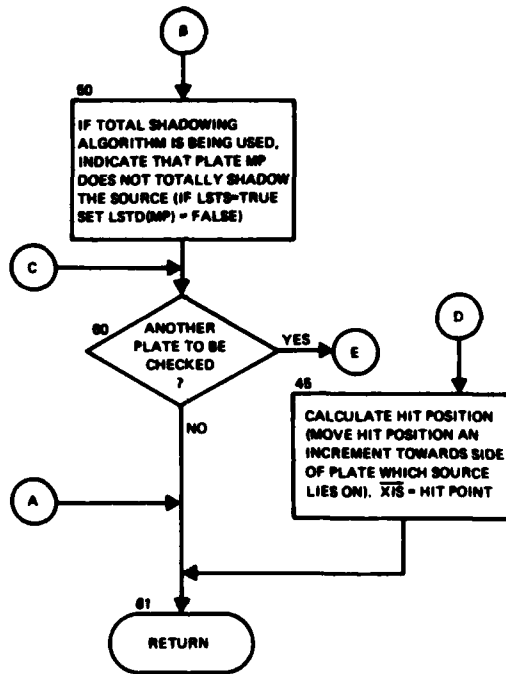 B
50
IF TOTAL SHADOWING
ALGORITHM IS BEING USED,
INDICATE THAT PLATE MP
DOES NOT TOTALLY SHADOW
THE SOURCE (IF LSTS=TRUE
SET LSTD(MP) = FALSE)
C
60
ANOTHER
PLATE TO BE
CHECKED
?
YES
E
D
NO
45
CALCULATE HIT POSITION
(MOVE HIT POSITION AN
INCREMENT TOWARDS SIDE
OF PLATE WHICH SOURCE
LIES ON). XIS = HIT POINT
A
61
RETURN